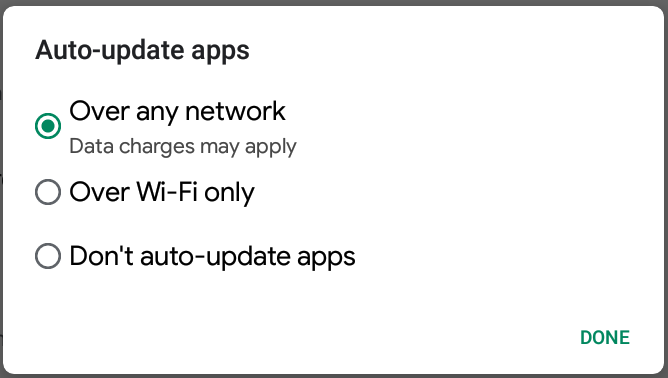 Auto-update apps
Over any network
Data charges may apply
Over Wi-Fi only
Don't auto-update apps
DONE